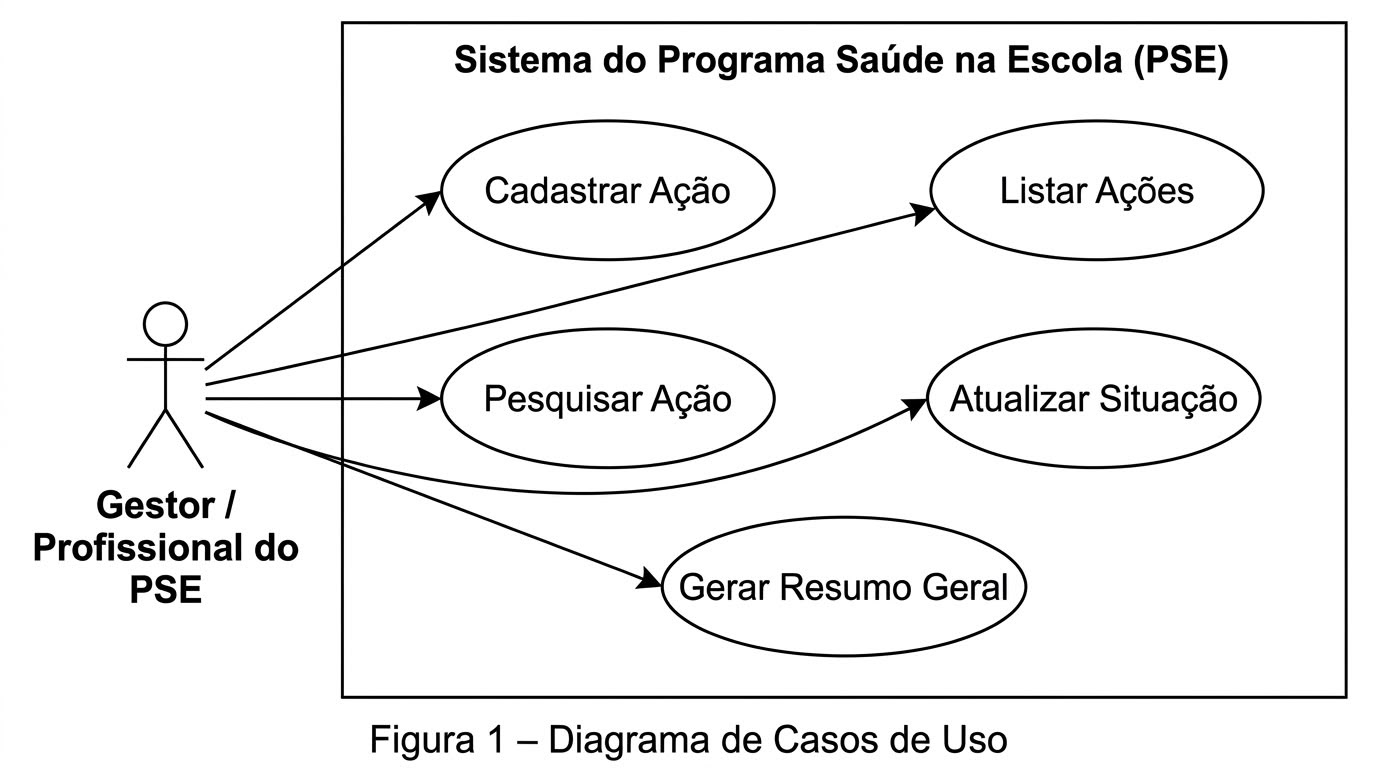 Sistema do Programa Saúde na Escola (PSE)
Cadastrar Ação
Listar Ações
Pesquisar Ação
Atualizar Situação
Gerar Resumo Geral
Gestor /
Profissional do
PSE
Figura 1 – Diagrama de Casos de Uso